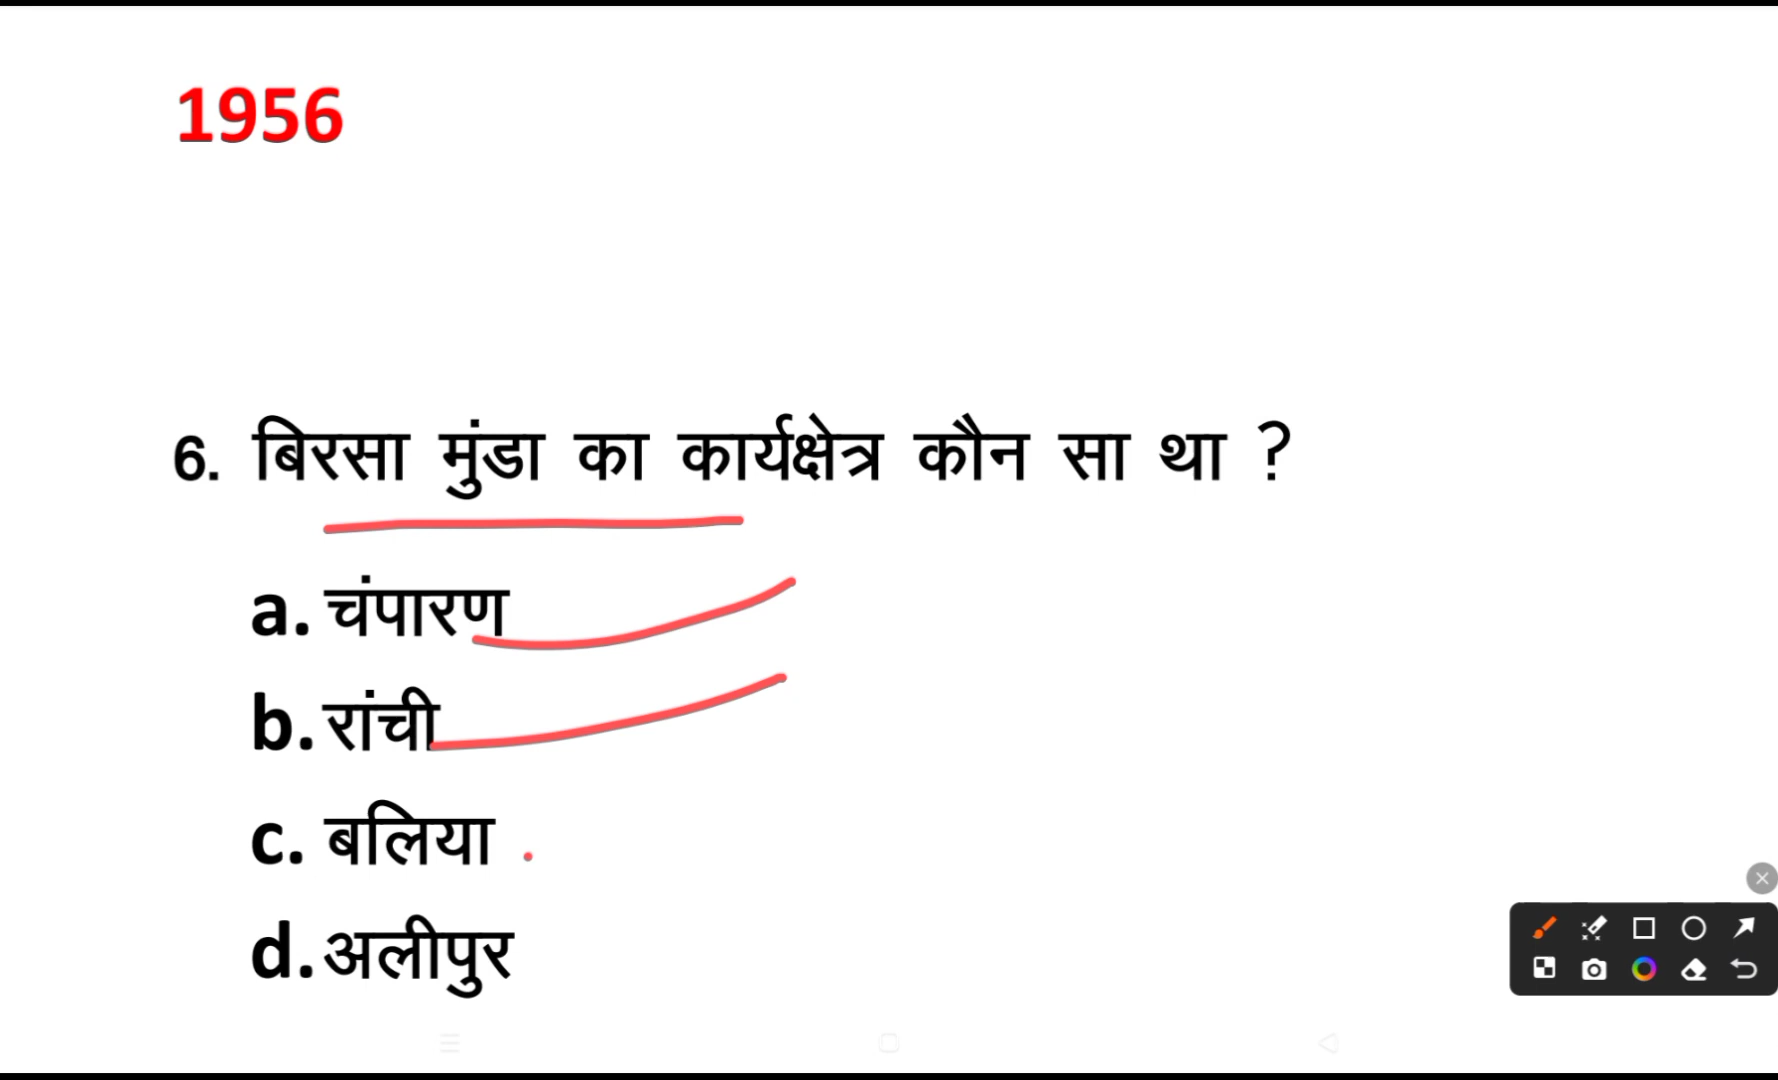 1956
6. बिरसा मुंडा का कार्यक्षेत्र कौन सा था ?
a. चंपारण
b. रांची
c. बलिया
d. अलीपुर